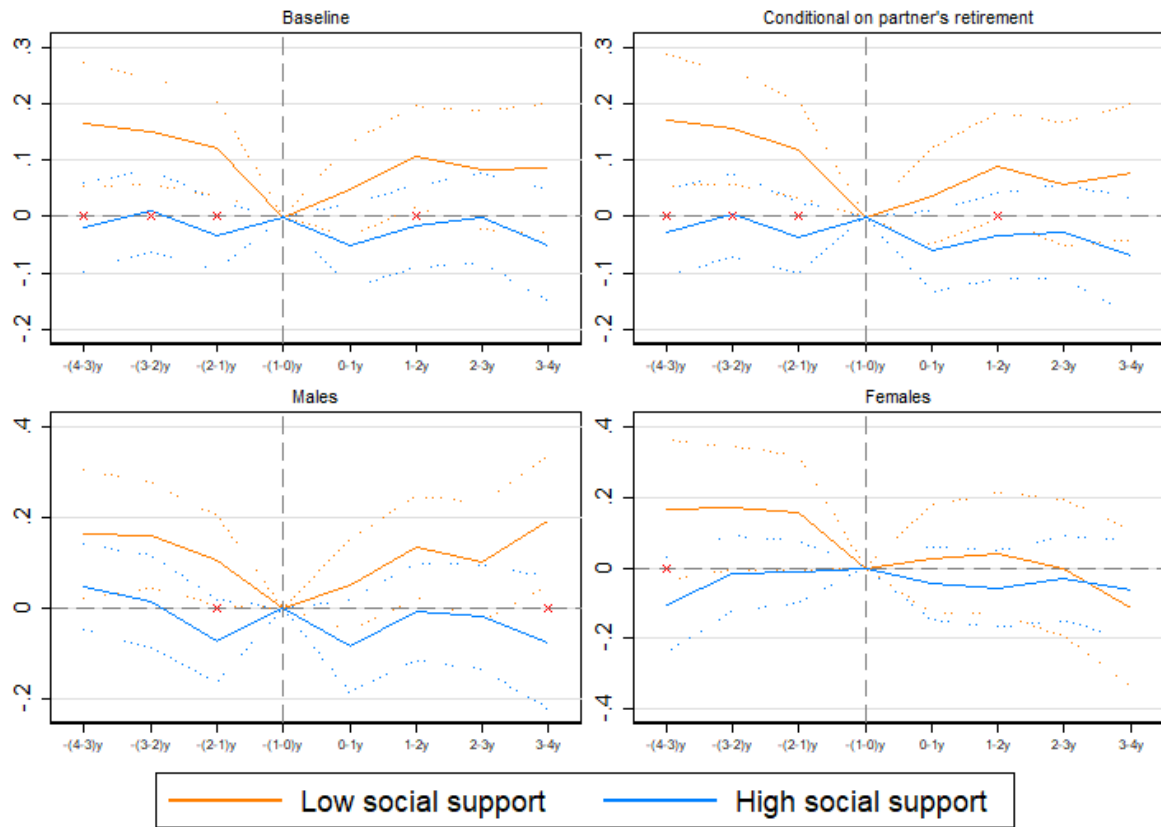 Baseline
Conditional on partner's retirement
.3
.2
.1
0
-.1
-.2
-(4-3)y -(3-2)y -(2-1)y -(1-0)y 0-1y 1-2y 2-3y 3-4y
.3
.2
.1
0
-.1
-.2
-(4-3)y -(3-2)y -(2-1)y -(1-0)y 0-1y 1-2y 2-3y 3-4y
Males
Females
.4
.2
0
-.2
-(4-3)y -(3-2)y -(2-1)y -(1-0)y 0-1y 1-2y 2-3y 3-4y
.4
.2
0
-.2
-.4
-(4-3)y -(3-2)y -(2-1)y -(1-0)y 0-1y 1-2y 2-3y 3-4y
Low social support
High social support